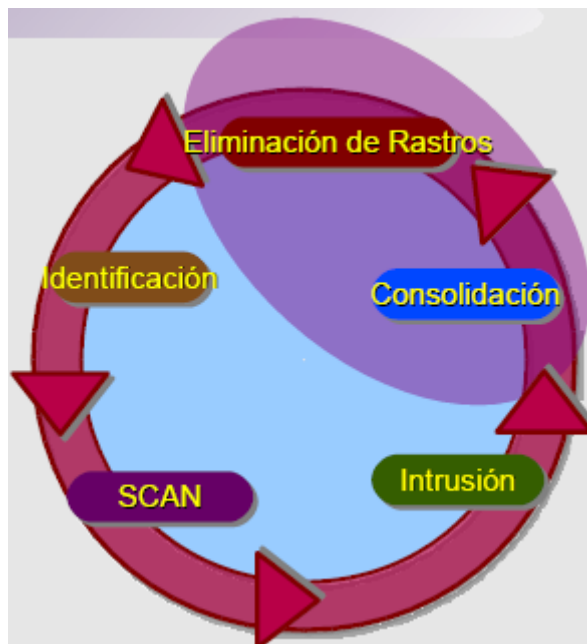 Eliminación de Rastros
Identificación
Consolidación
SCAN
Intrusión